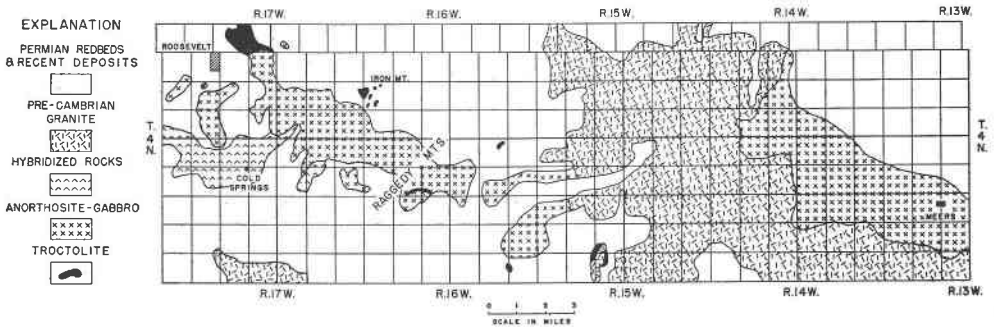 EXPLANATION
PERMIAN REDBEDS
& RECENT DEPOSITS
PRE-CAMBRIAN
GRANITE
HYBRIDIZED ROCKS
ANORTHOSITE-GABBRO
TROCTOLITE
R.17W.
R.16W.
R.15W.
R.14W.
R.13W.
ROOSEVELT
IRON MT.
T.
4
N.
T.
4
N.
COLD
SPRINGS
RAGGEDY MTS
MEERS
R.17W.
R.16W.
R.15W.
R.14W.
R.13W.
0 1 2 3
SCALE IN MILES